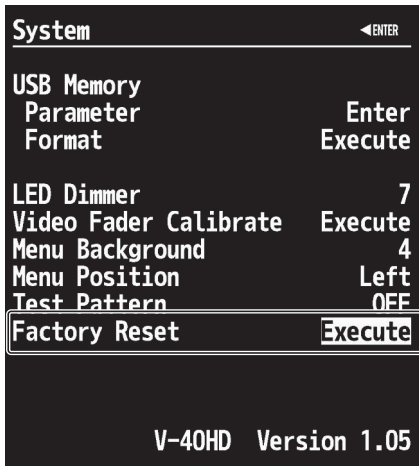 System ◀ENTER
USB Memory
Parameter Enter
Format Execute
LED Dimmer 7
Video Fader Calibrate Execute
Menu Background 4
Menu Position Left
Test Pattern OFF
Factory Reset Execute
V-40HD Version 1.05